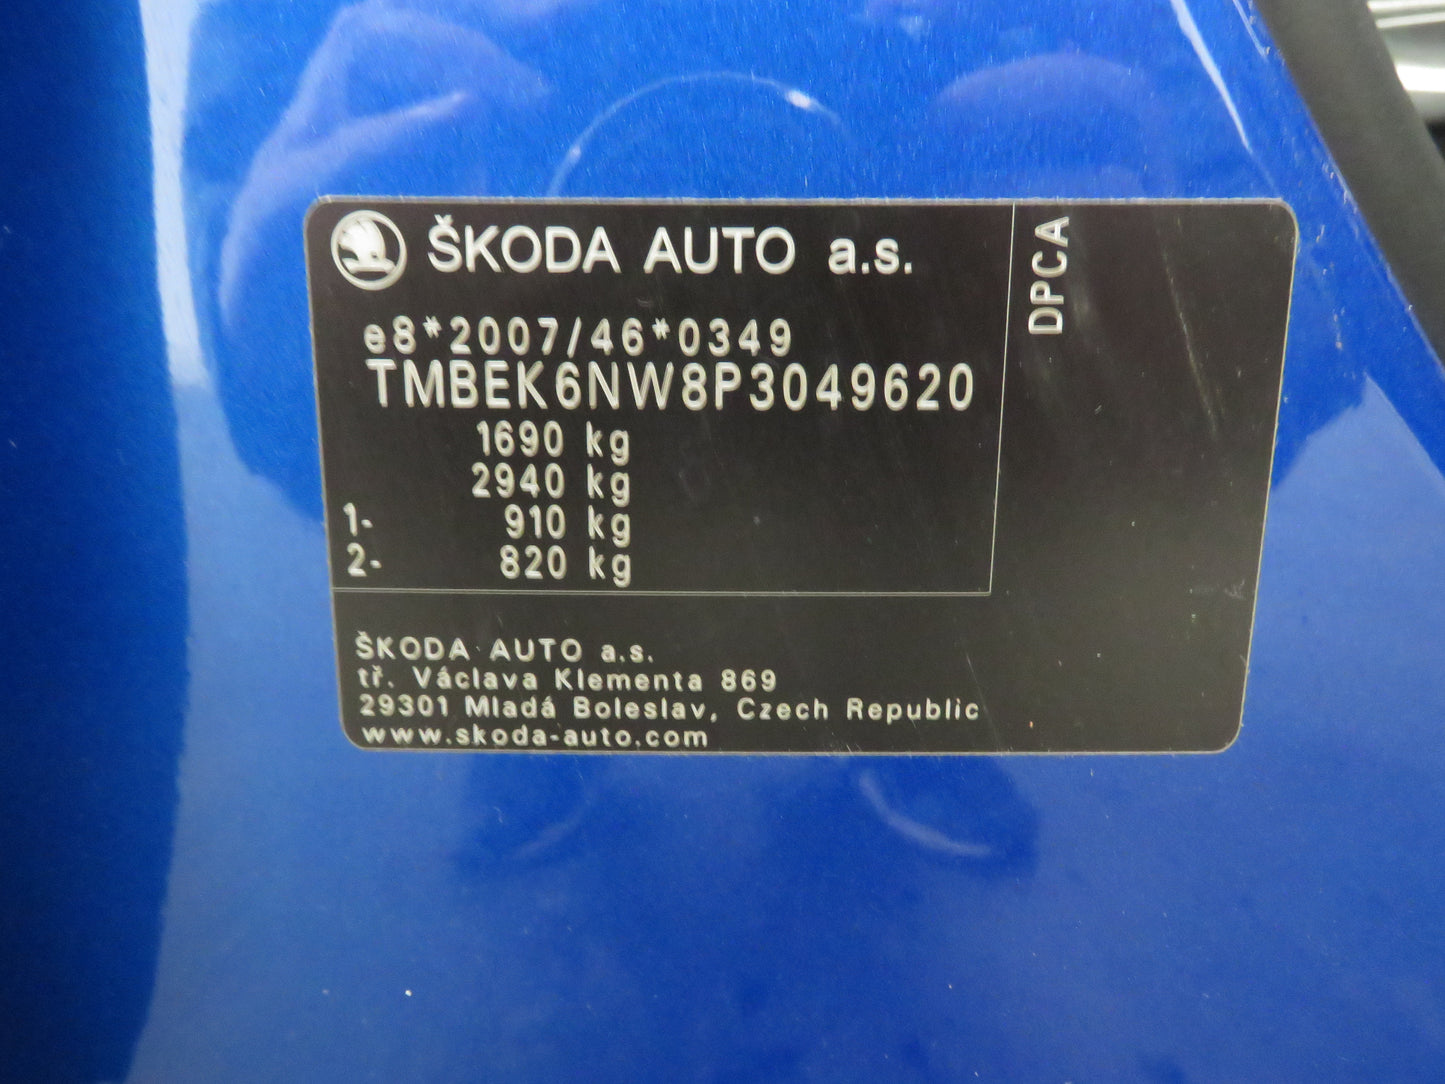 ŠKODA AUTO a.s.
DPCA
e8*2007/46*0349
TMBEK6NW8P3049620
1690 kg
2940 kg
1- 910 kg
2- 820 kg
ŠKODA AUTO a.s.
tř. Václava Klementa 869
29301 Mladá Boleslav, Czech Republic
www.skoda-auto.com